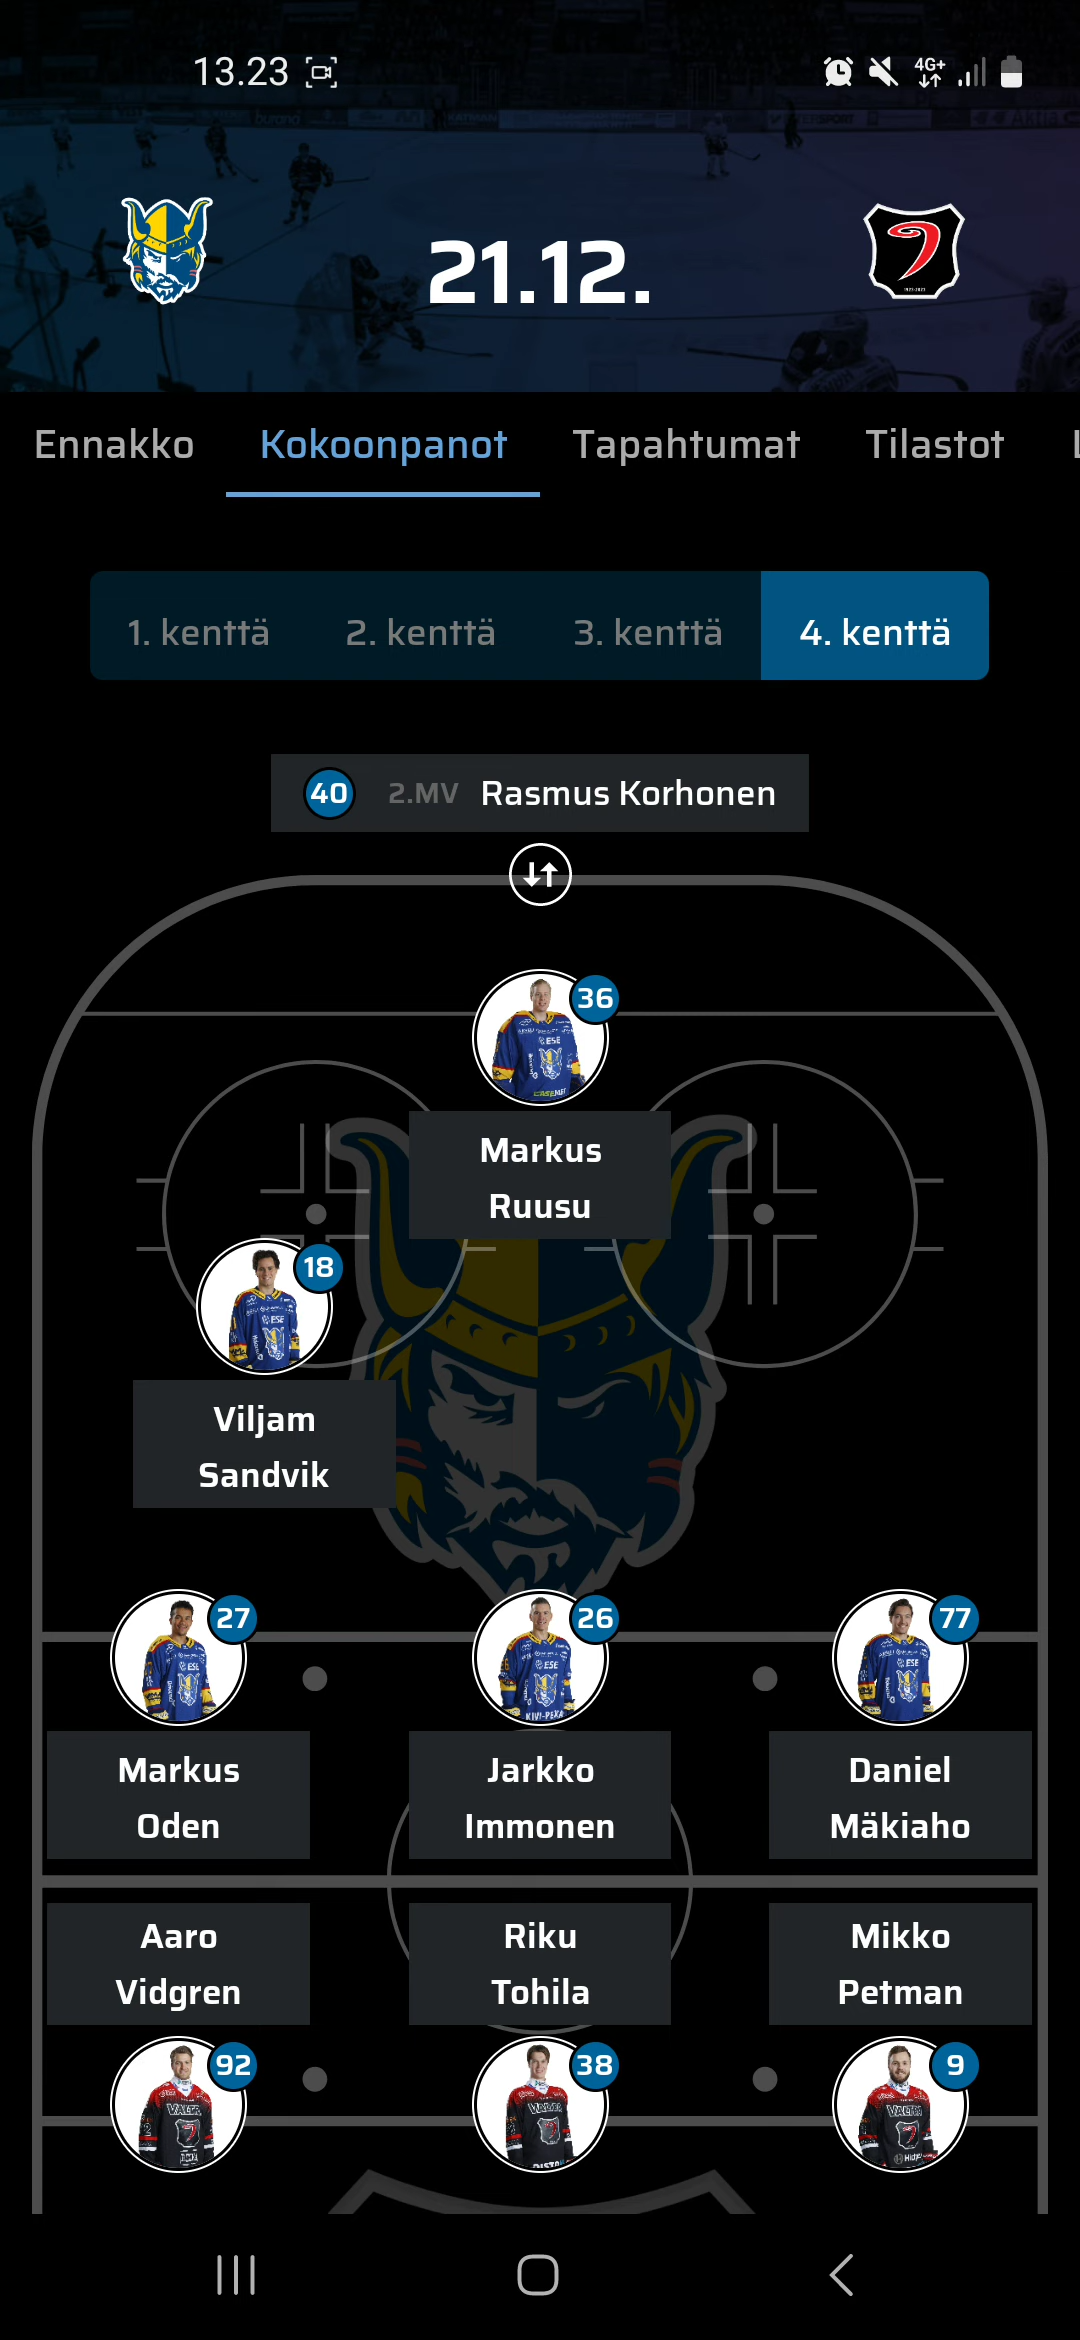 13.23
4G+
21.12.
Ennakko Kokoonpanot Tapahtumat Tilastot
1. kenttä 2. kenttä 3. kenttä 4. kenttä
40 2.MV Rasmus Korhonen
36
Markus
Ruusu
18
Viljam
Sandvik
27 26 77
Markus Jarkko Daniel
Oden Immonen Mäkiaho
Aaro Riku Mikko
Vidgren Tohila Petman
92 38 9